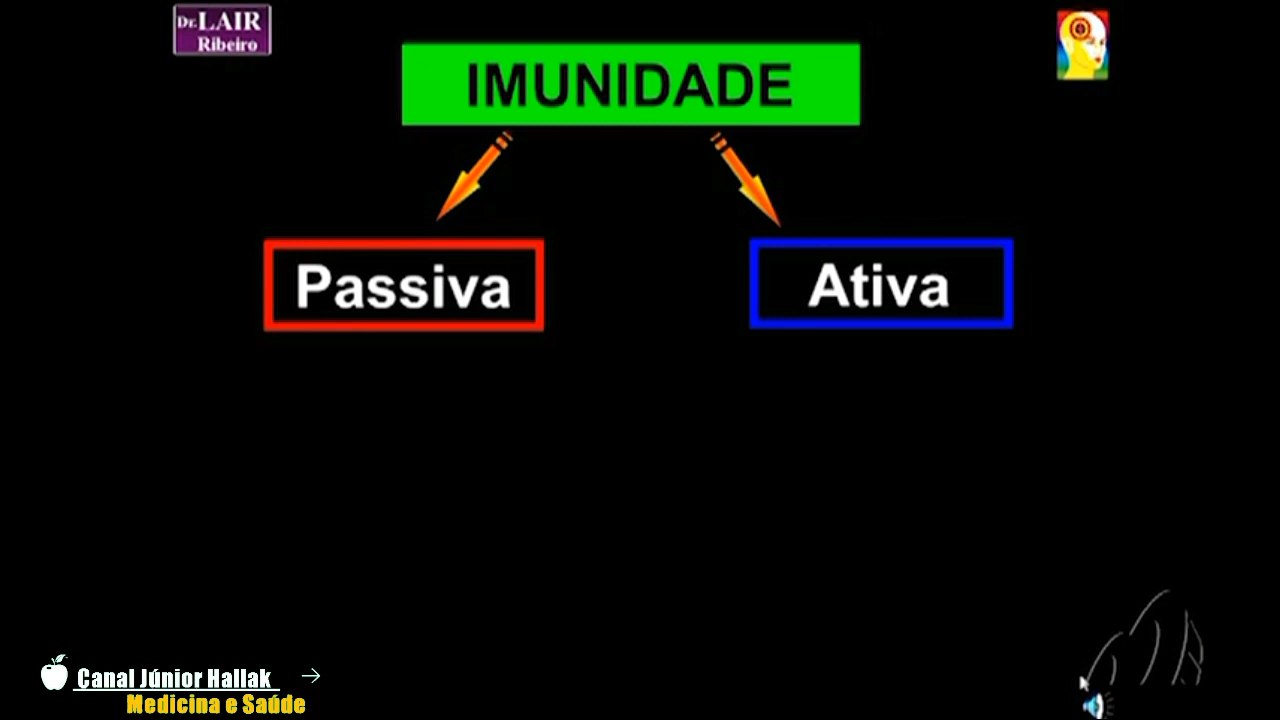 Dr. LAIR
Ribeiro
IMUNIDADE
Passiva
Ativa
Canal Júnior Hallak
Medicina e Saúde